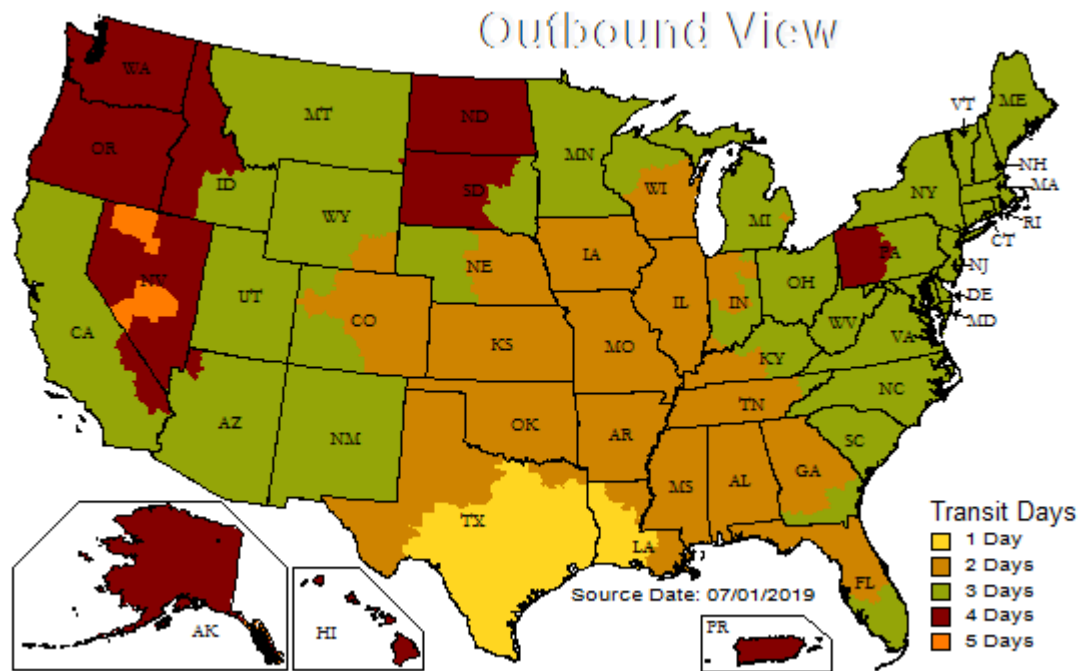 Outbound View
WA
MT
ND
VT
ME
OR
MN
NH
ID
SD
WI
NY
MA
WY
MI
RI
CT
NV
NE
IA
PA
NJ
UT
CO
IL
IN
OH
DE
CA
KS
MO
WV
MD
VA
KY
AZ
NM
OK
AR
TN
NC
SC
TX
MS
AL
GA
LA
FL
AK
HI
PR
Source Date: 07/01/2019
Transit Days
1 Day
2 Days
3 Days
4 Days
5 Days